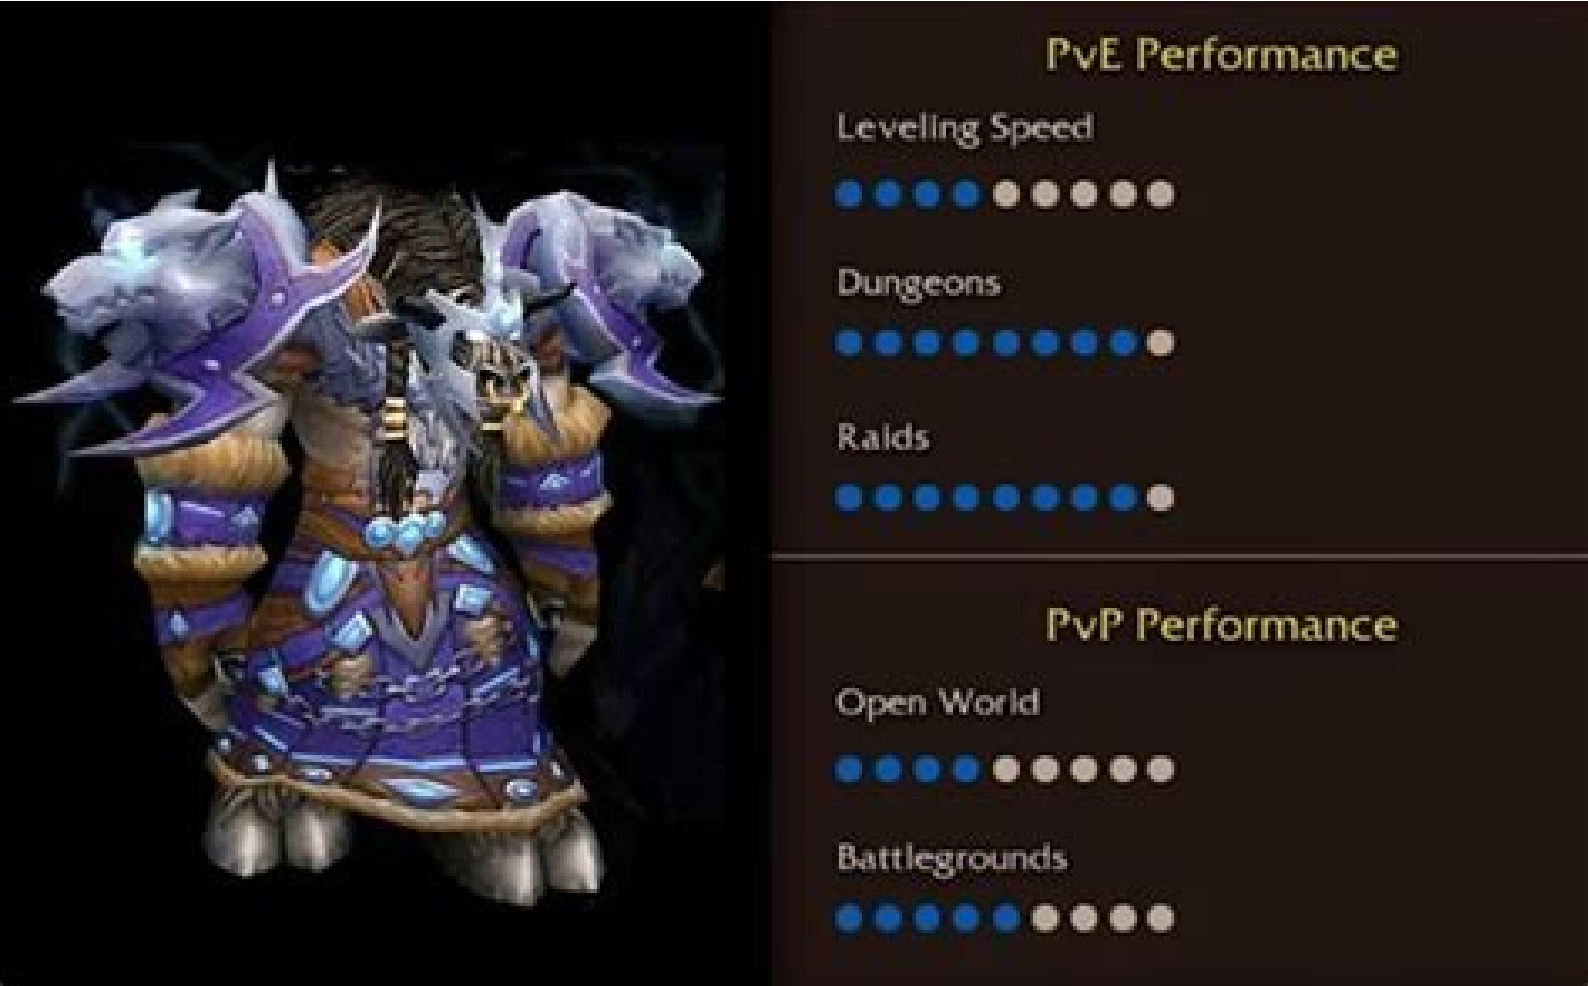 PvE Performance
Leveling Speed
Dungeons
Raids
PvP Performance
Open World
Battlegrounds